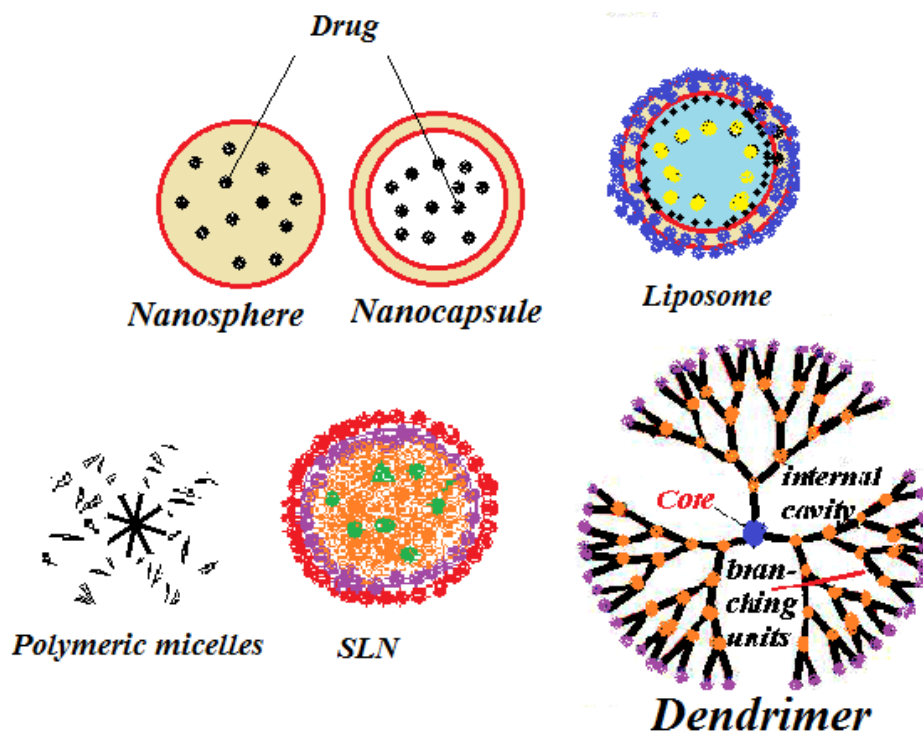 Drug
Nanosphere
Nanocapsule
Liposome
Core
internal
cavity
bran-
ching
units
Polymeric micelles
SLN
Dendrimer